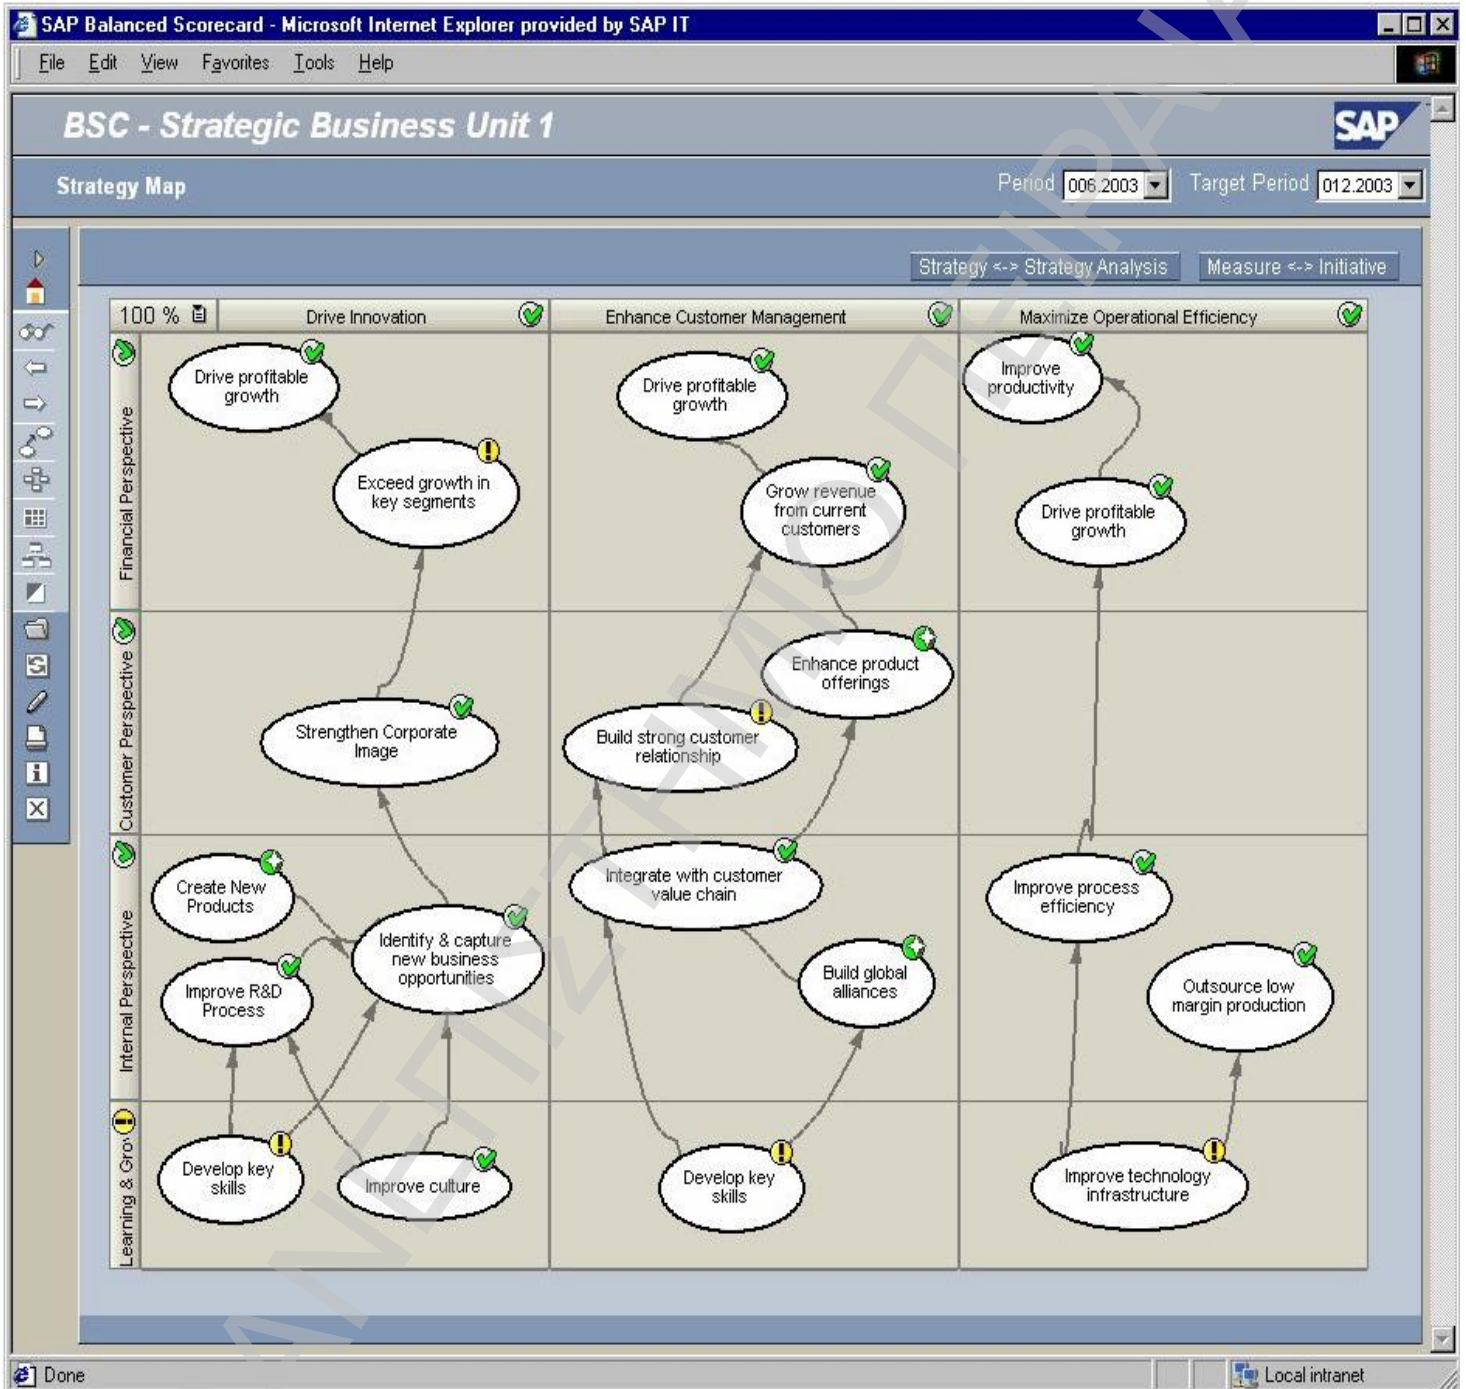 SAP Balanced Scorecard - Microsoft Internet Explorer provided by SAP IT
File Edit View Favorites Tools Help
BSC - Strategic Business Unit 1
SAP
Strategy Map
Period 006.2003
Target Period 012.2003
Strategy <-> Strategy Analysis
Measure <-> Initiative
100 %
Drive Innovation
Enhance Customer Management
Maximize Operational Efficiency
Financial Perspective
Drive profitable
growth
Exceed growth in
key segments
Drive profitable
growth
Grow revenue
from current
customers
Improve
productivity
Drive profitable
growth
Customer Perspective
Strengthen Corporate
Image
Build strong customer
relationship
Enhance product
offerings
Internal Perspective
Create New
Products
Improve R&D
Process
Identify & capture
new business
opportunities
Integrate with customer
value chain
Build global
alliances
Improve process
efficiency
Outsource low
margin production
Learning & Gro
Develop key
skills
Improve culture
Develop key
skills
Improve technology
infrastructure
Done
Local intranet